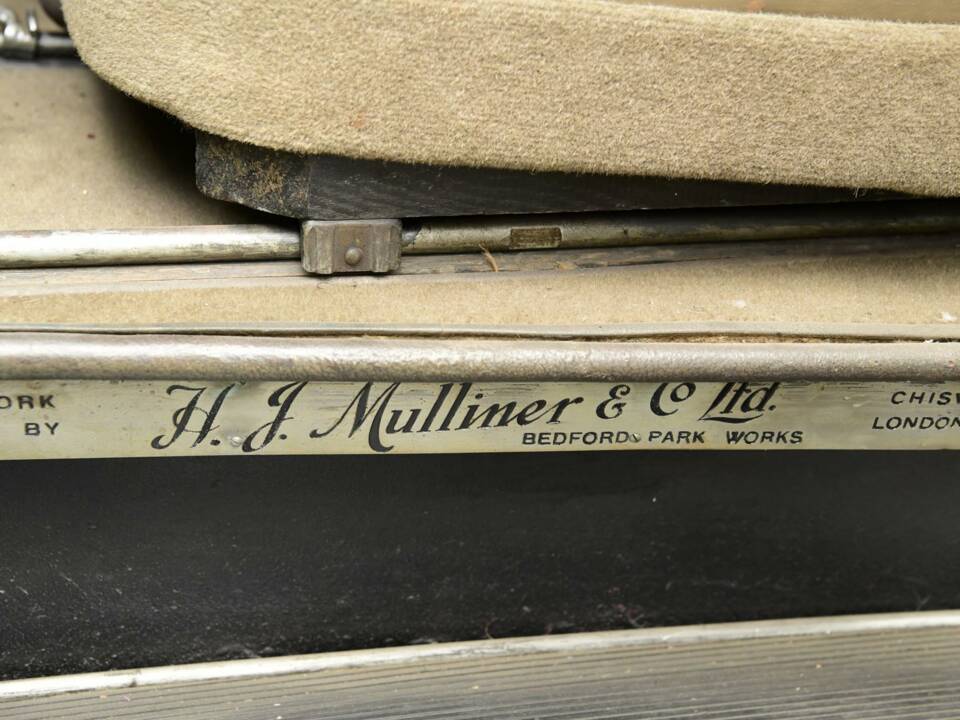 ORK
BY
H. J. Mulliner & Co Ltd.
BEDFORD PARK WORKS
CHISW
LONDON